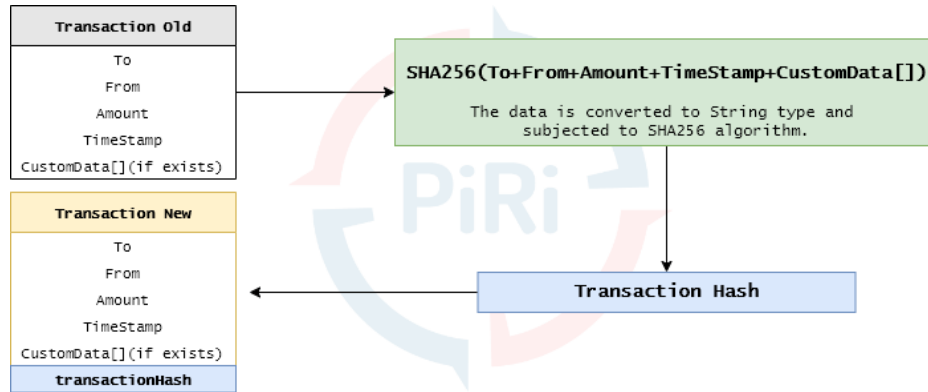 Transaction Old
To
From
Amount
TimeStamp
CustomData[](if exists)
SHA256(To+From+Amount+TimeStamp+CustomData[])
The data is converted to String type and
subjected to SHA256 algorithm.
PiRi
Transaction New
To
From
Amount
TimeStamp
CustomData[](if exists)
transactionHash
Transaction Hash